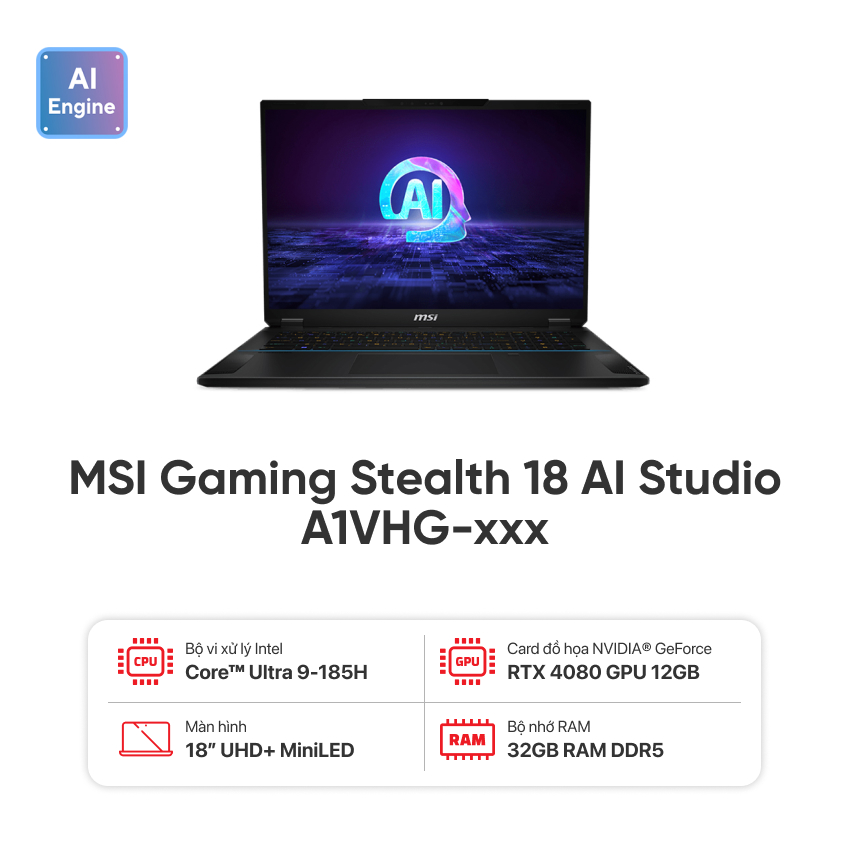 AI
Engine
AI
msi
MSI Gaming Stealth 18 AI Studio
A1VHG-xxx
CPU
Bộ vi xử lý Intel
Core™ Ultra 9-185H
GPU
Card đồ họa NVIDIA® GeForce
RTX 4080 GPU 12GB
Màn hình
18” UHD+ MiniLED
RAM
Bộ nhớ RAM
32GB RAM DDR5